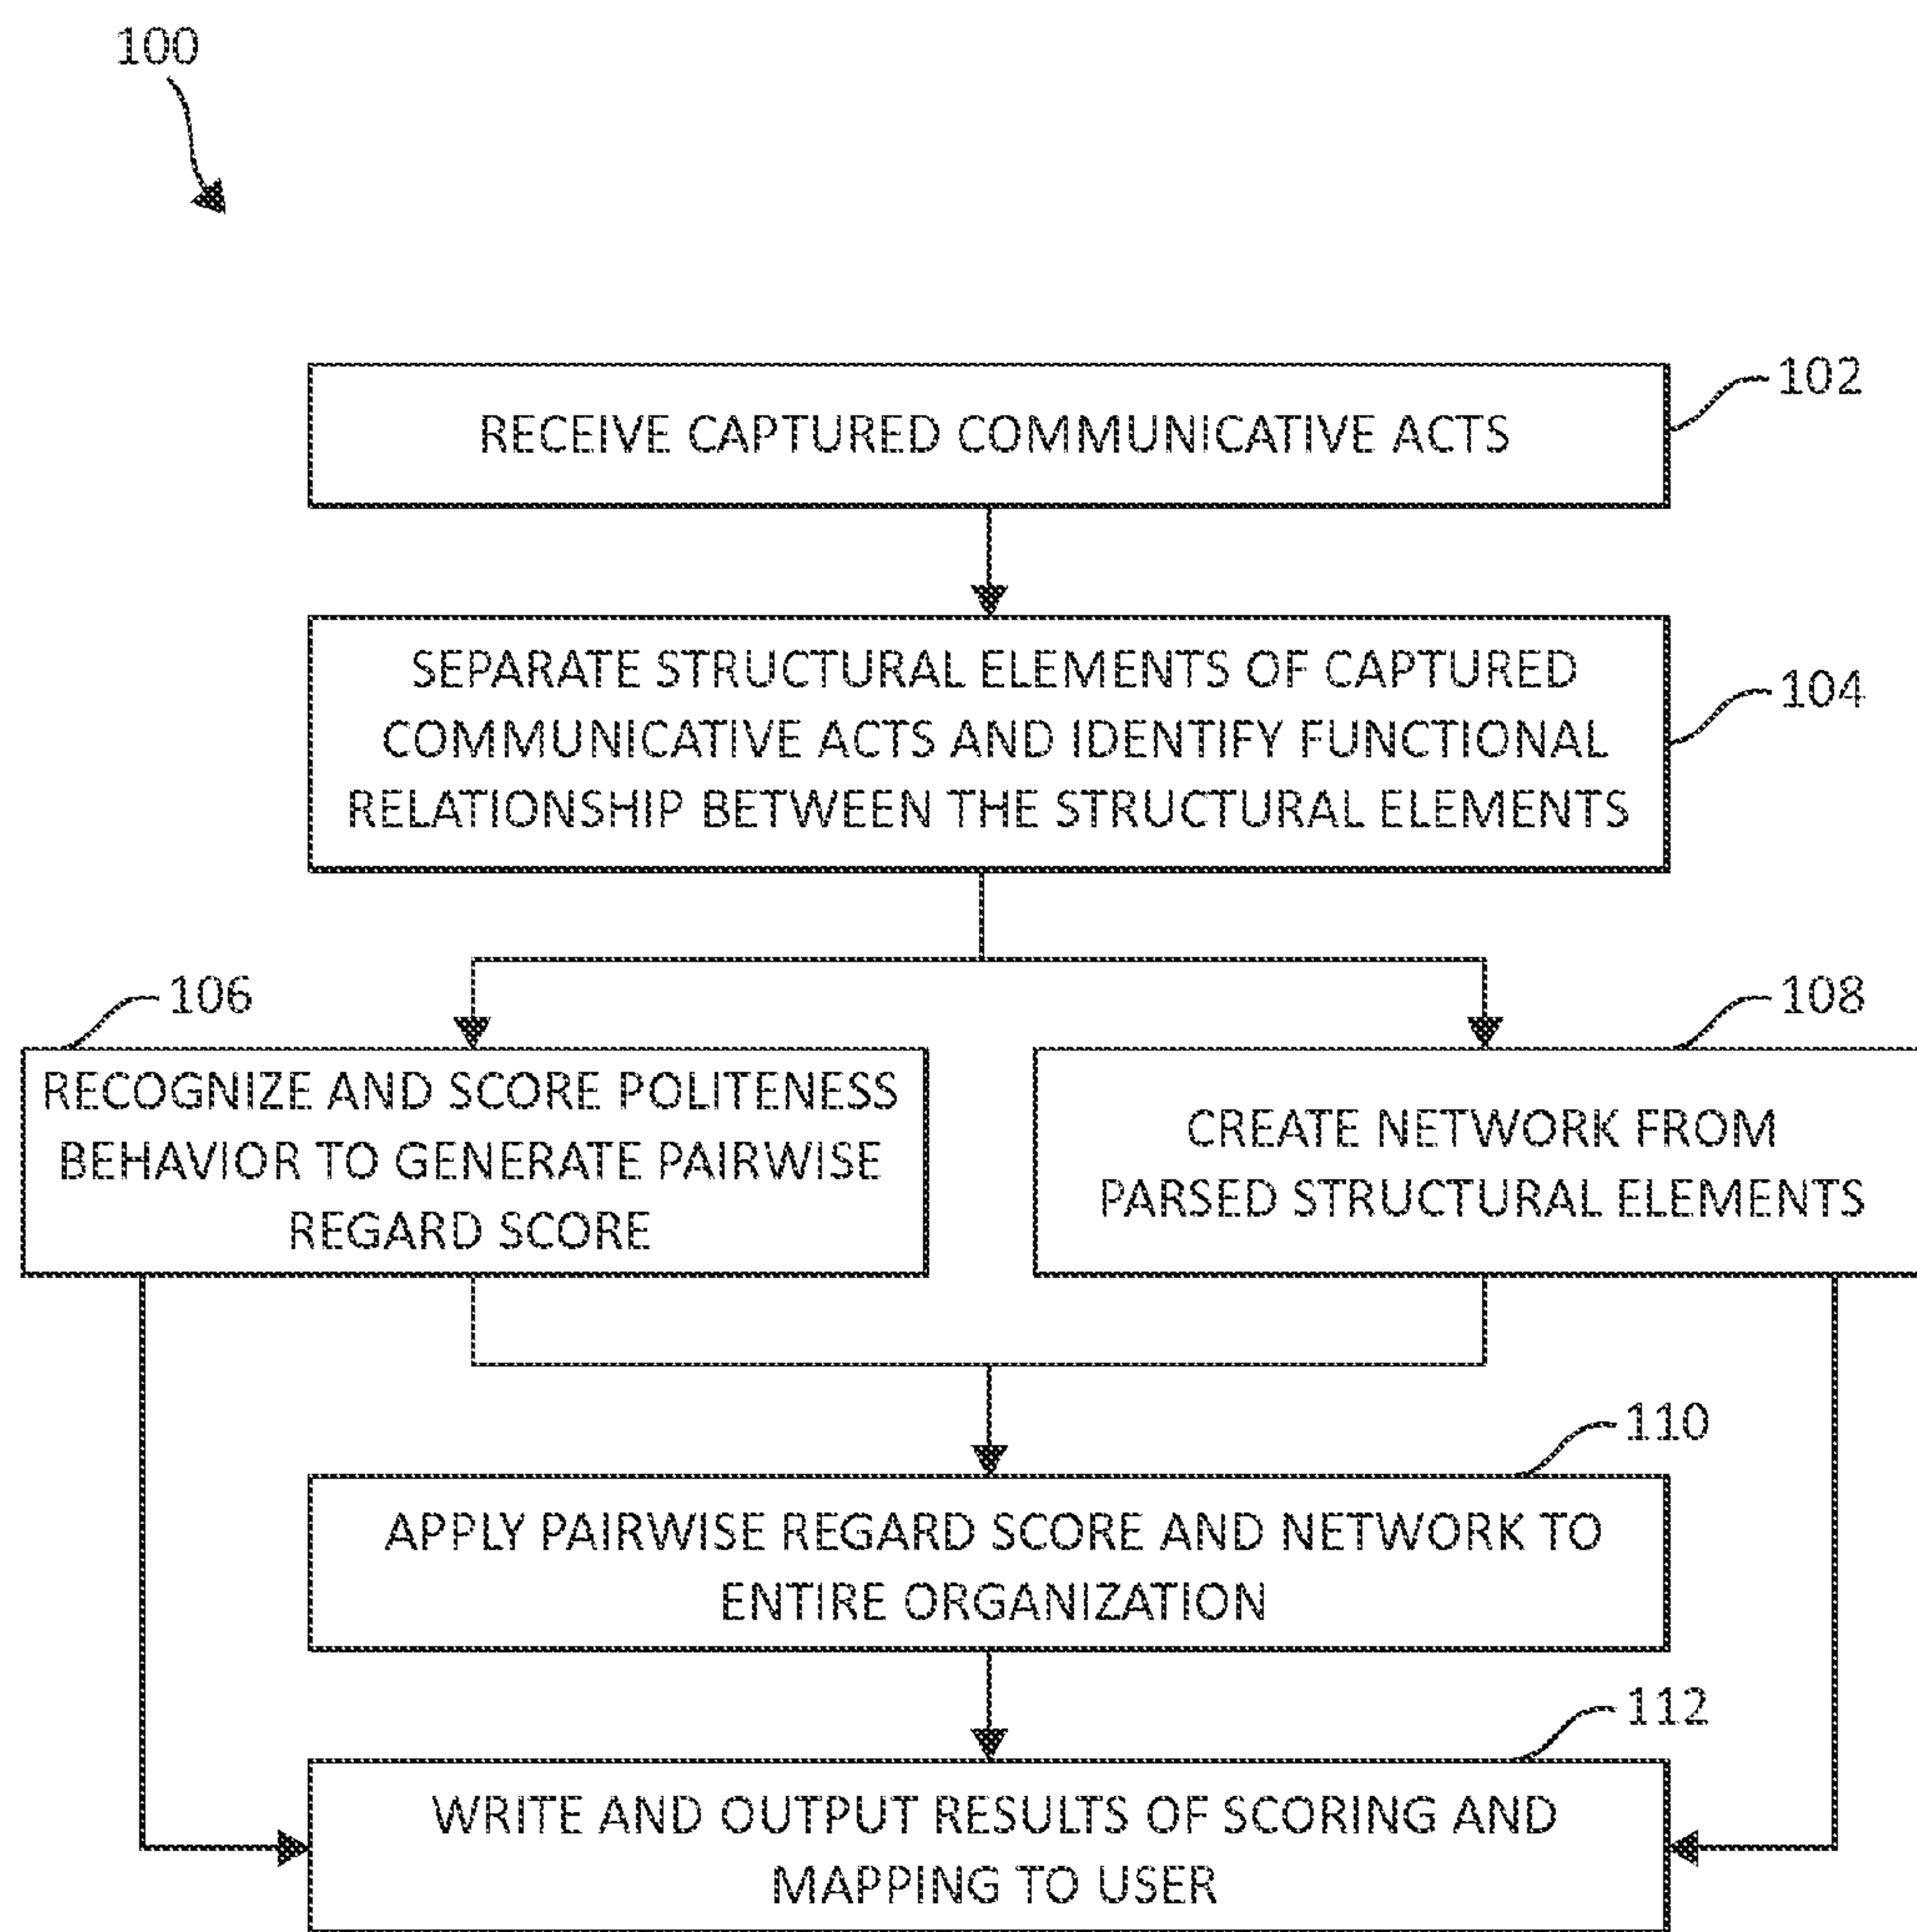 100
RECEIVE CAPTURED COMMUNICATIVE ACTS
102
SEPARATE STRUCTURAL ELEMENTS OF CAPTURED
COMMUNICATIVE ACTS AND IDENTIFY FUNCTIONAL
RELATIONSHIP BETWEEN THE STRUCTURAL ELEMENTS
104
106
RECOGNIZE AND SCORE POLITENESS
BEHAVIOR TO GENERATE PAIRWISE
REGARD SCORE
108
CREATE NETWORK FROM
PARSED STRUCTURAL ELEMENTS
110
APPLY PAIRWISE REGARD SCORE AND NETWORK TO
ENTIRE ORGANIZATION
112
WRITE AND OUTPUT RESULTS OF SCORING AND
MAPPING TO USER